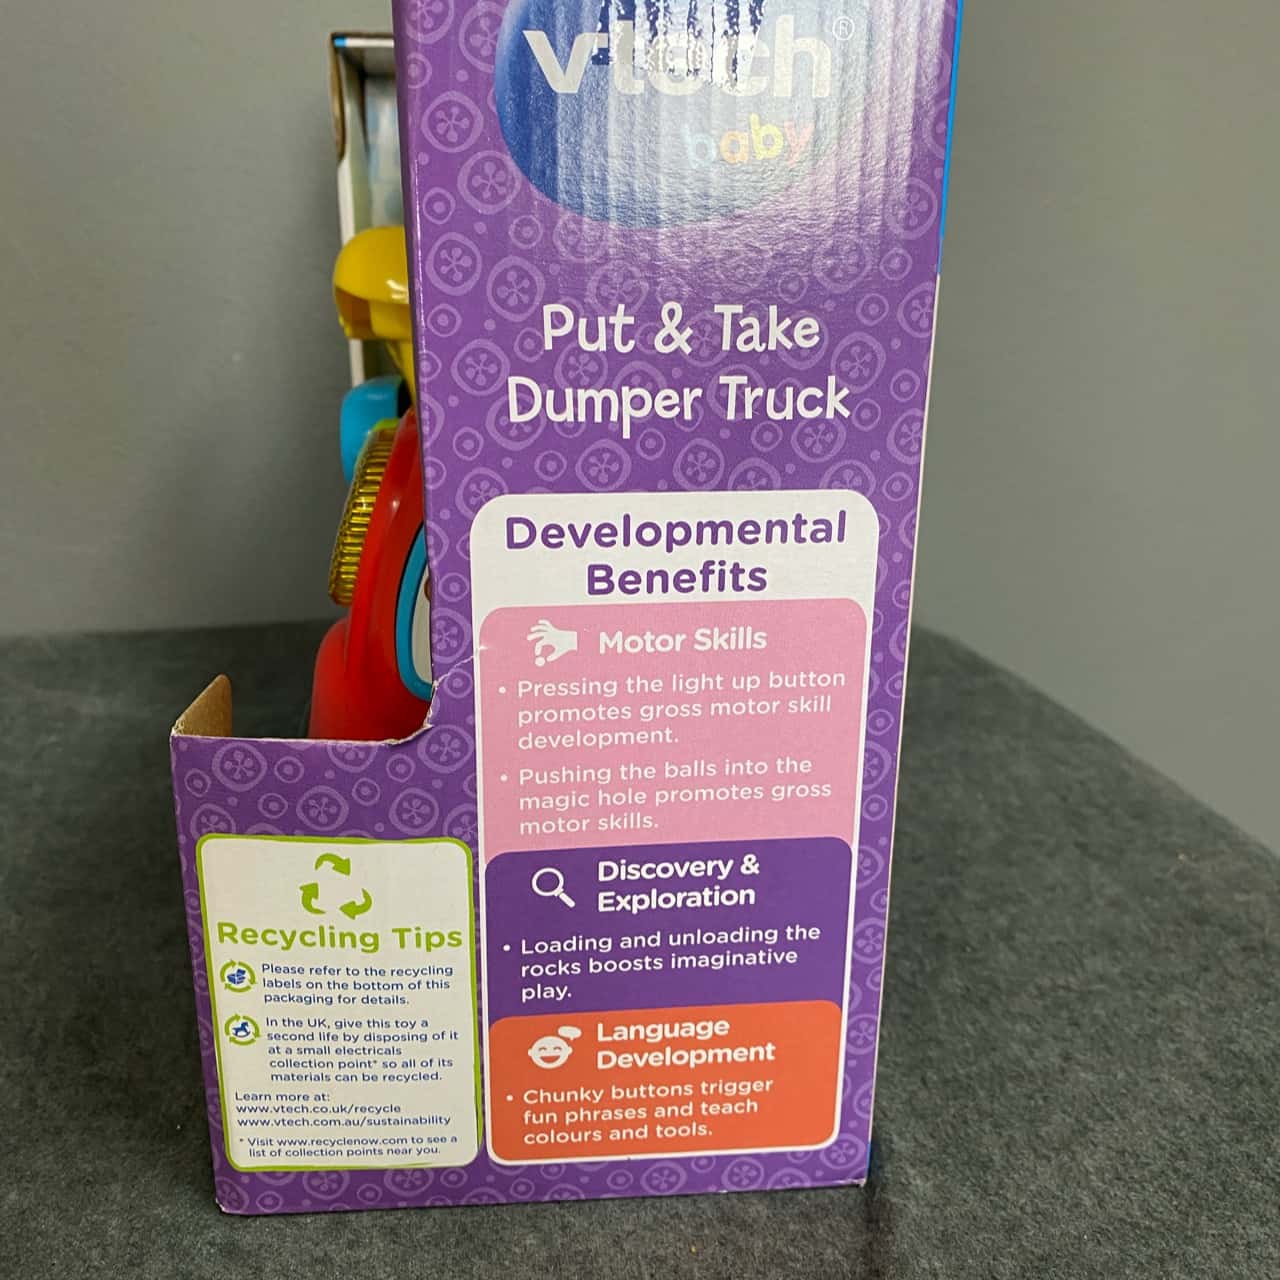 vtech®
baby
Put & Take
Dumper Truck
Developmental
Benefits
Motor Skills
• Pressing the light up button
promotes gross motor skill
development.
• Pushing the balls into the
magic hole promotes gross
motor skills.
Discovery &
Exploration
• Loading and unloading the
rocks boosts imaginative
play.
Language
Development
• Chunky buttons trigger
fun phrases and teach
colours and tools.
Recycling Tips
Please refer to the recycling
labels on the bottom of this
packaging for details.
In the UK, give this toy a
second life by disposing of it
at a small electricals
collection point* so all of its
materials can be recycled.
Learn more at:
www.vtech.co.uk/recycle
www.vtech.com.au/sustainability
* Visit www.recyclenow.com to see a
list of collection points near you.